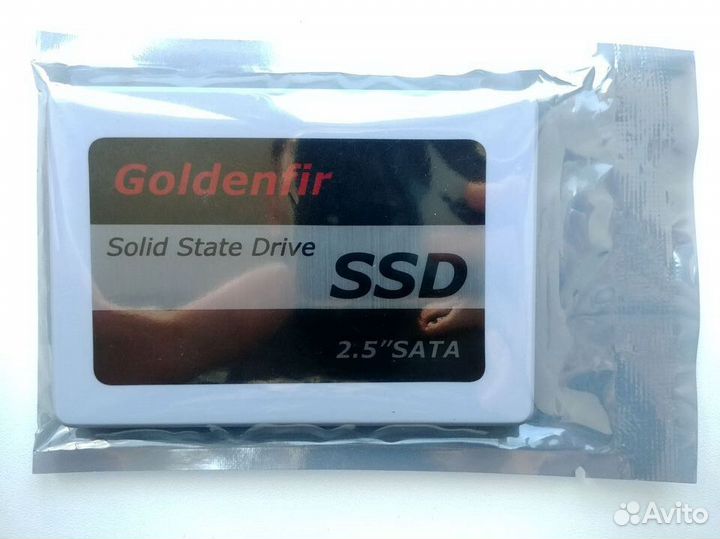 Goldenfir
Solid State Drive
SSD
2.5"SATA
Avito